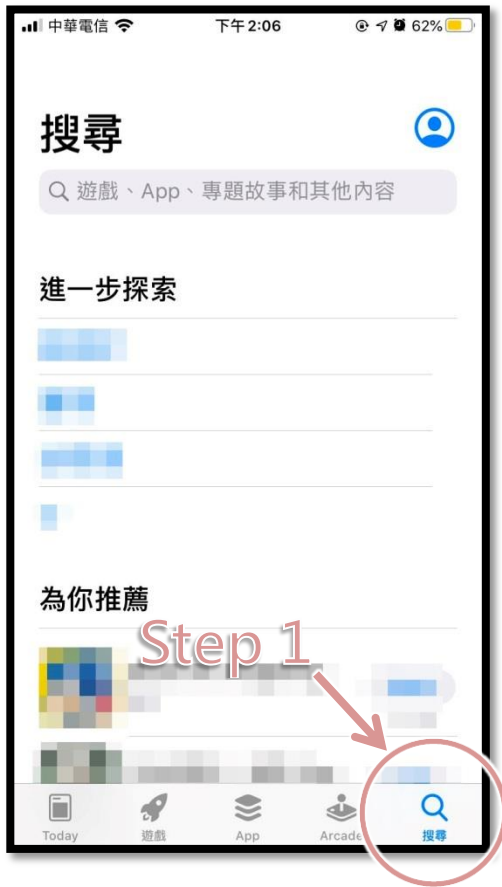 中華電信 下午2:06 62%
搜尋
遊戲、App、專題故事和其他內容
進一步探索
為你推薦
Step 1
Today 遊戲 App Arcade 搜尋